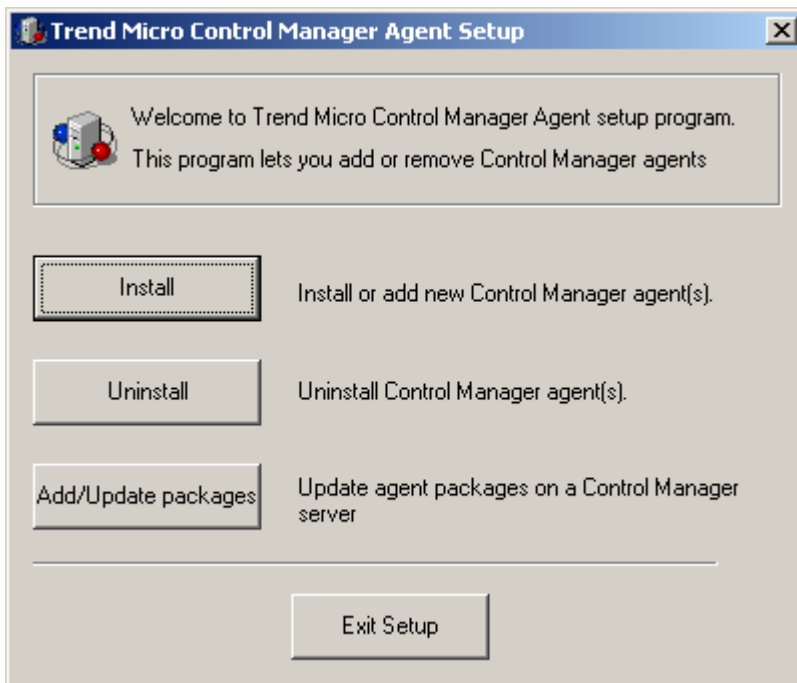 Trend Micro Control Manager Agent Setup
Welcome to Trend Micro Control Manager Agent setup program.
This program lets you add or remove Control Manager agents
Install
Install or add new Control Manager agent(s).
Uninstall
Uninstall Control Manager agent(s).
Add/Update packages
Update agent packages on a Control Manager
server
Exit Setup